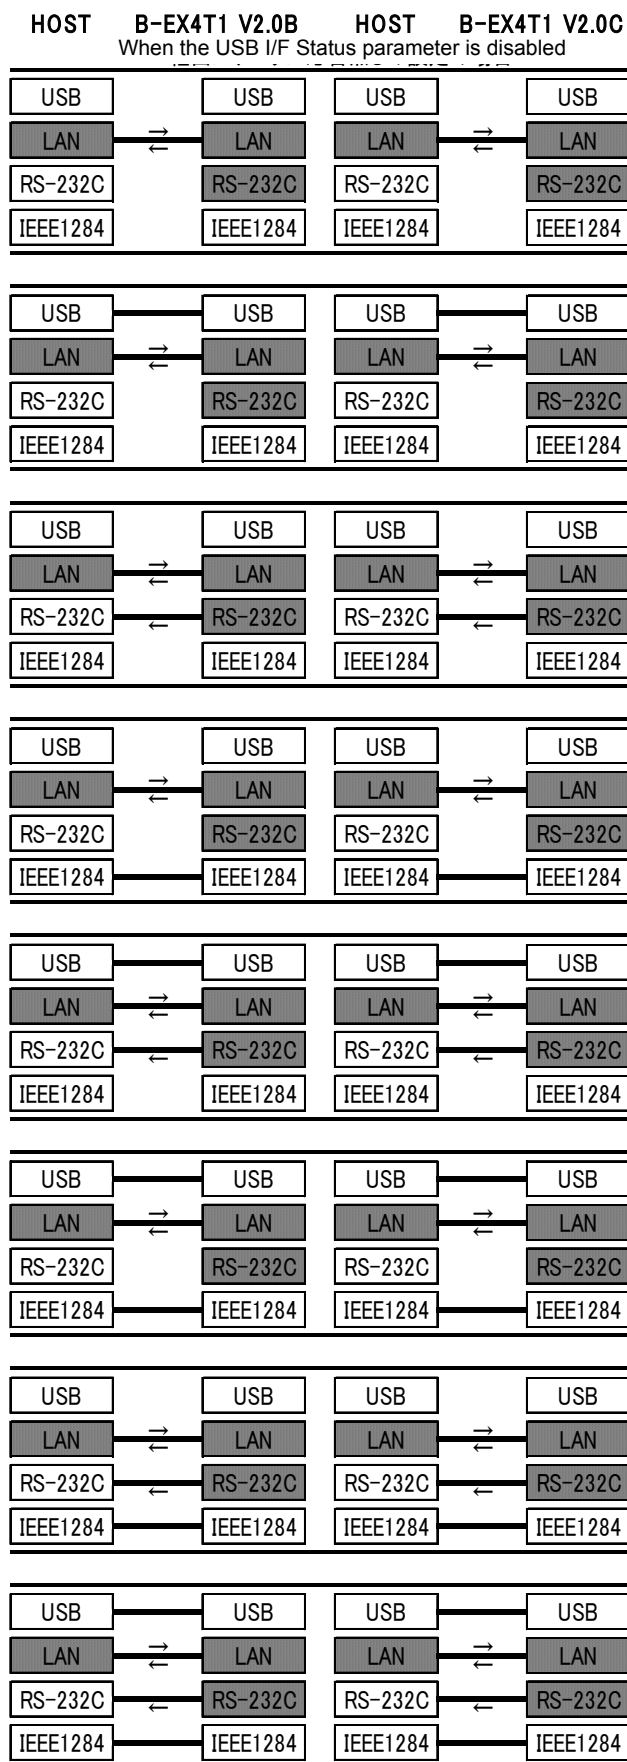 HOST B-EX4T1 V2.0B HOST B-EX4T1 V2.0C
When the USB I/F Status parameter is disabled
USB USB USB USB
LAN → ← LAN LAN → ← LAN
RS-232C RS-232C RS-232C RS-232C
IEEE1284 IEEE1284 IEEE1284 IEEE1284
USB USB USB USB
LAN → ← LAN LAN → ← LAN
RS-232C RS-232C RS-232C RS-232C
IEEE1284 IEEE1284 IEEE1284 IEEE1284
USB USB USB USB
LAN → ← LAN LAN → ← LAN
RS-232C ← RS-232C RS-232C ← RS-232C
IEEE1284 IEEE1284 IEEE1284 IEEE1284
USB USB USB USB
LAN → ← LAN LAN → ← LAN
RS-232C RS-232C RS-232C RS-232C
IEEE1284 IEEE1284 IEEE1284 IEEE1284
USB USB USB USB
LAN → ← LAN LAN → ← LAN
RS-232C ← RS-232C RS-232C ← RS-232C
IEEE1284 IEEE1284 IEEE1284 IEEE1284
USB USB USB USB
LAN → ← LAN LAN → ← LAN
RS-232C RS-232C RS-232C RS-232C
IEEE1284 IEEE1284 IEEE1284 IEEE1284
USB USB USB USB
LAN → ← LAN LAN → ← LAN
RS-232C ← RS-232C RS-232C ← RS-232C
IEEE1284 IEEE1284 IEEE1284 IEEE1284
USB USB USB USB
LAN → ← LAN LAN → ← LAN
RS-232C ← RS-232C RS-232C ← RS-232C
IEEE1284 IEEE1284 IEEE1284 IEEE1284